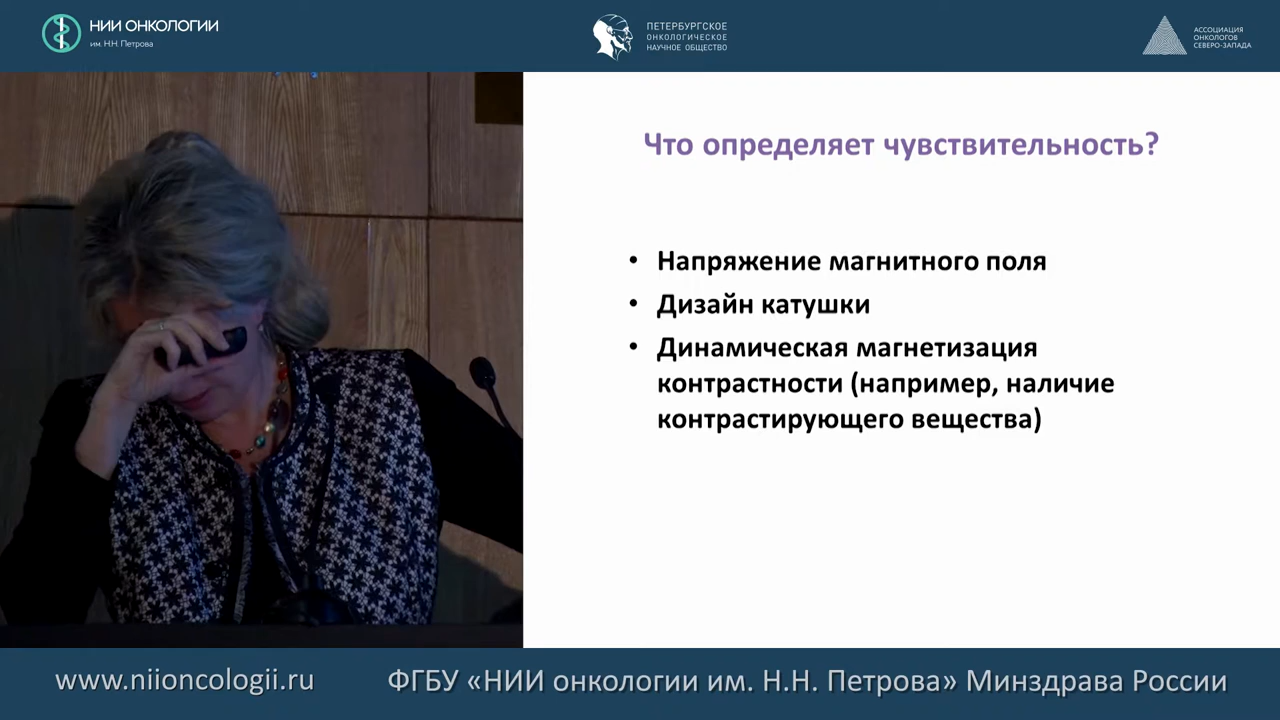 НИИ ОНКОЛОГИИ
им. Н.Н. Петрова
ПЕТЕРБУРГСКОЕ
ОНКОЛОГИЧЕСКОЕ
НАУЧНОЕ ОБЩЕСТВО
АССОЦИАЦИЯ
ОНКОЛОГОВ
СЕВЕРО-ЗАПАДА
Что определяет чувствительность?
• Напряжение магнитного поля
• Дизайн катушки
• Динамическая магнетизация
контрастности (например, наличие
контрастирующего вещества)
www.niioncologii.ru
ФГБУ «НИИ онкологии им. Н.Н. Петрова» Минздрава России